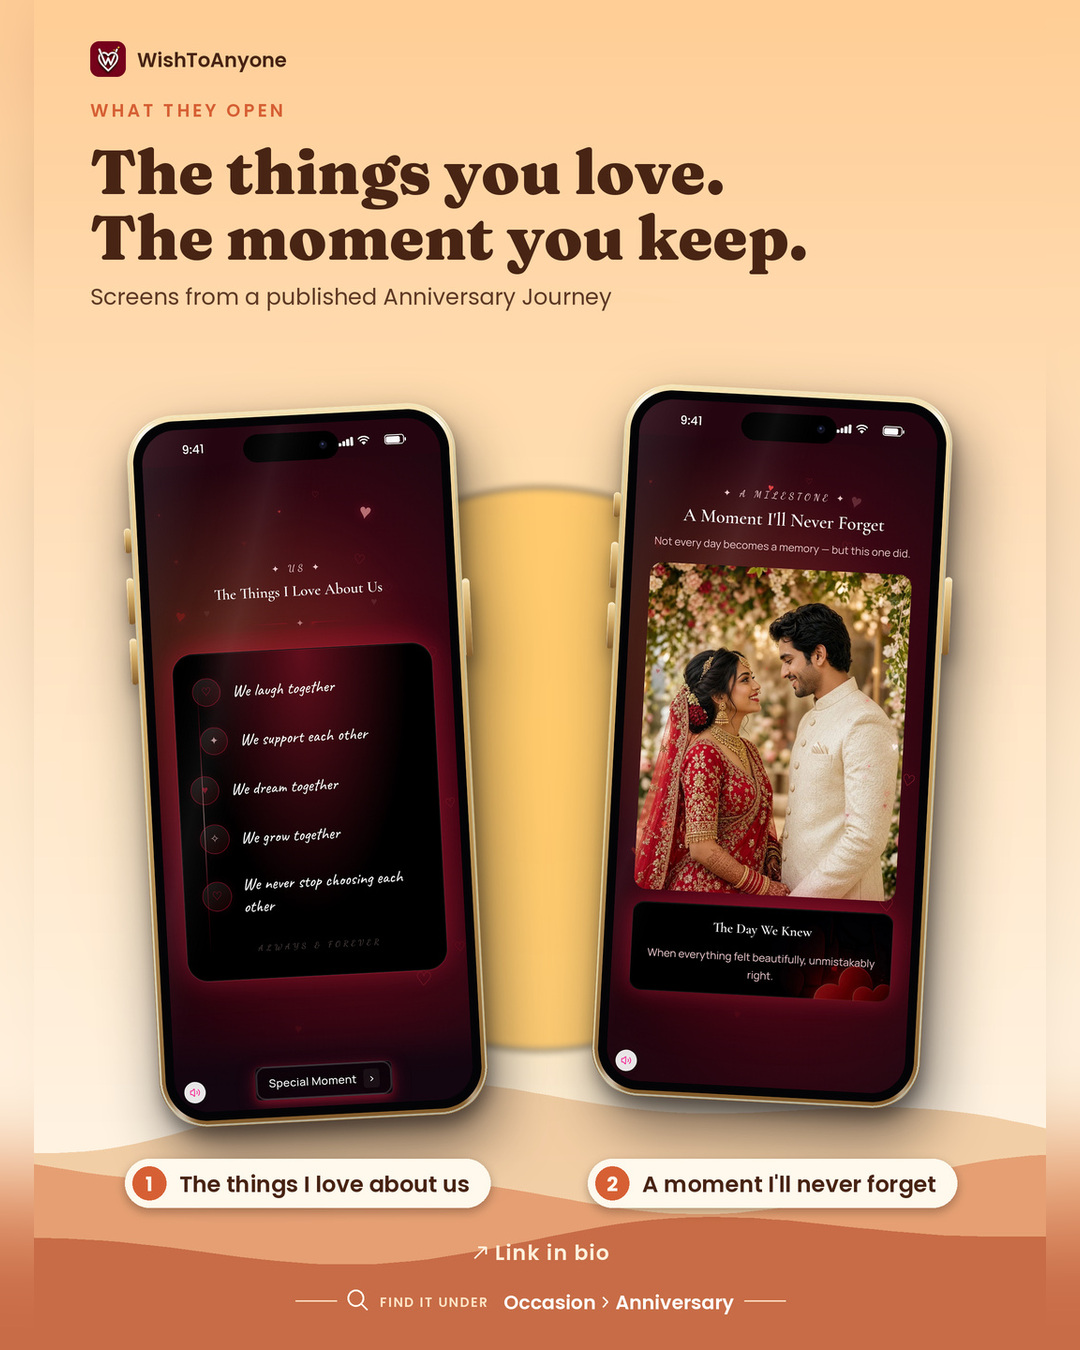 WishToAnyone
WHAT THEY OPEN
The things you love.
The moment you keep.
Screens from a published Anniversary Journey
9:41
US
The Things I Love About Us
We laugh together
We support each other
We dream together
We grow together
We never stop choosing each
other
ALWAYS & FOREVER
Special Moment
9:41
A MILESTONE
A Moment I'll Never Forget
Not every day becomes a memory — but this one did.
The Day We Knew
When everything felt beautifully, unmistakably
right.
1 The things I love about us
2 A moment I'll never forget
Link in bio
FIND IT UNDER Occasion > Anniversary